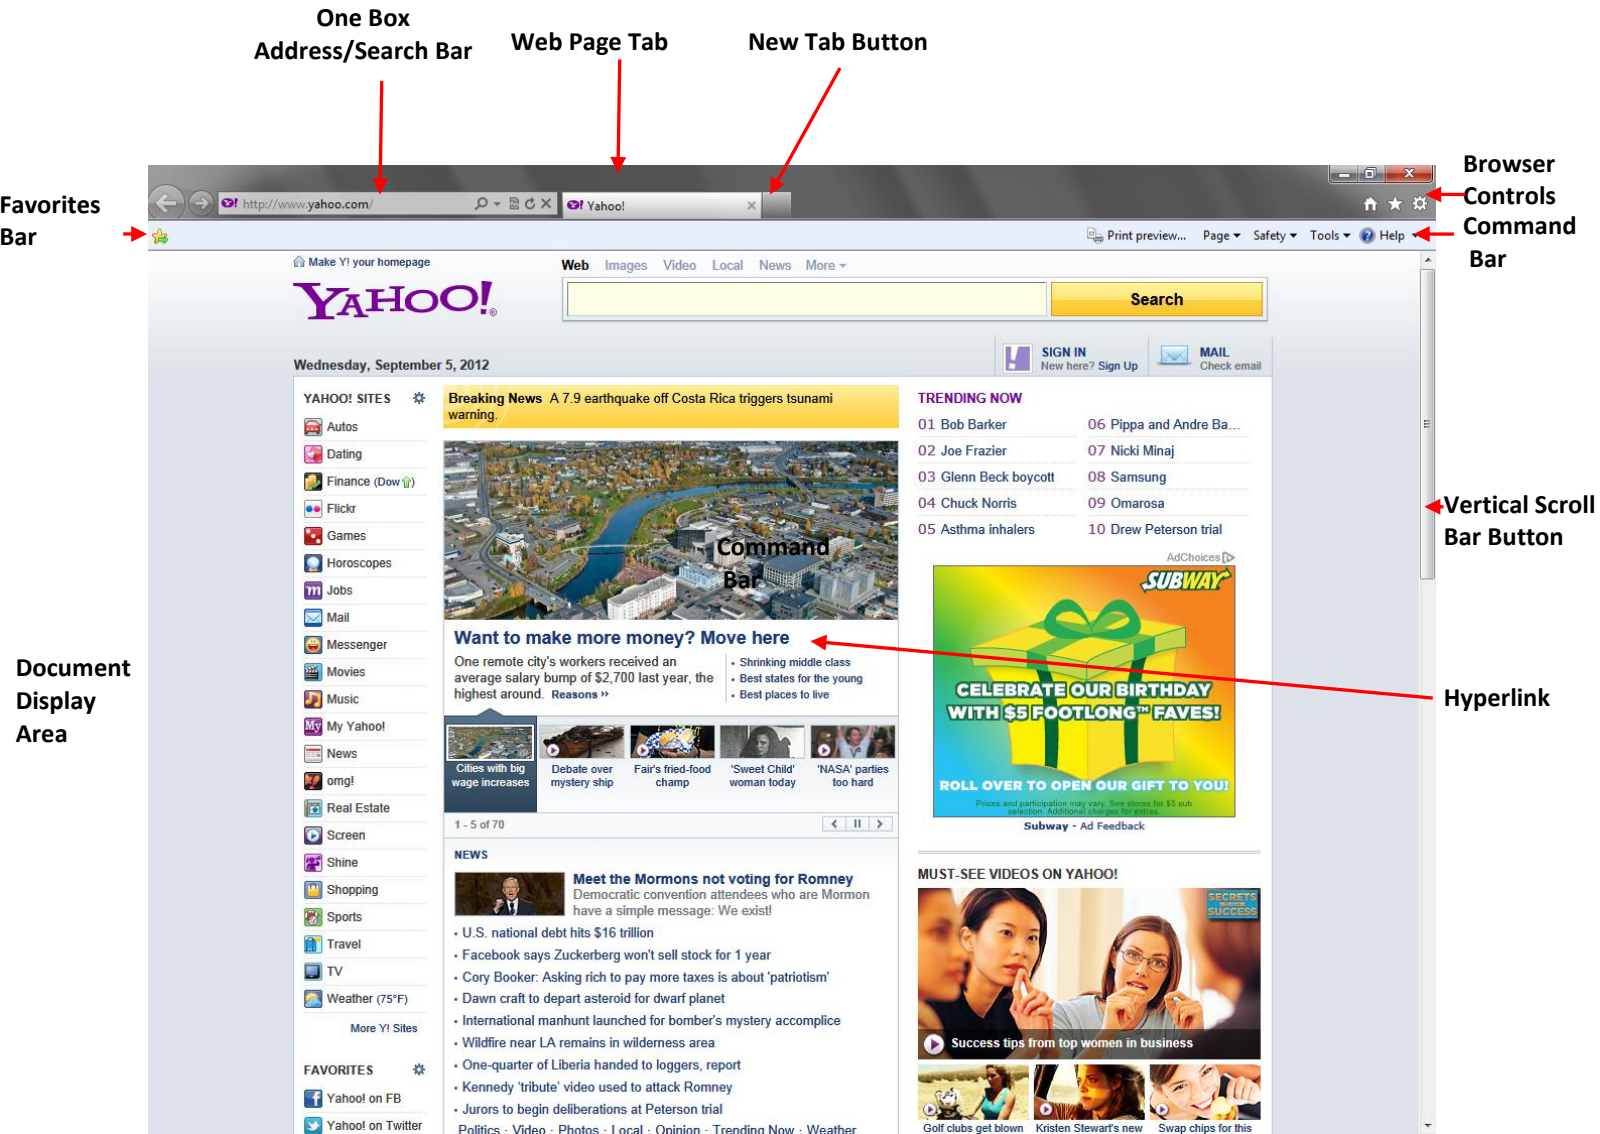 One Box
Address/Search Bar
Web Page Tab
New Tab Button
Browser
Controls
Command
Bar
Favorites
Bar
http://www.yahoo.com/
Y! Yahoo!
Print preview... Page Safety Tools Help
Make Y! your homepage
Web Images Video Local News More
YAHOO!
Search
Wednesday, September 5, 2012
SIGN IN
New here? Sign Up
MAIL
Check email
YAHOO! SITES
Autos
Dating
Finance (Dow)
Flickr
Games
Horoscopes
Jobs
Mail
Messenger
Movies
Music
My Yahoo!
News
omg!
Real Estate
Screen
Shine
Shopping
Sports
Travel
TV
Weather (75°F)
More Y! Sites
FAVORITES
Yahoo! on FB
Yahoo! on Twitter
Breaking News A 7.9 earthquake off Costa Rica triggers tsunami
warning.
Command
Bar
Want to make more money? Move here
One remote city's workers received an
average salary bump of $2,700 last year, the
highest around. Reasons »
• Shrinking middle class
• Best states for the young
• Best places to live
Cities with big
wage increases
Debate over
mystery ship
Fair's fried-food
champ
'Sweet Child'
woman today
'NASA' parties
too hard
1 - 5 of 70
NEWS
Meet the Mormons not voting for Romney
Democratic convention attendees who are Mormon
have a simple message: We exist!
• U.S. national debt hits $16 trillion
• Facebook says Zuckerberg won't sell stock for 1 year
• Cory Booker: Asking rich to pay more taxes is about 'patriotism'
• Dawn craft to depart asteroid for dwarf planet
• International manhunt launched for bomber's mystery accomplice
• Wildfire near LA remains in wilderness area
• One-quarter of Liberia handed to loggers, report
• Kennedy 'tribute' video used to attack Romney
• Jurors to begin deliberations at Peterson trial
Politics · Video · Photos · Local · Opinion · Trending Now · Weather
TRENDING NOW
01 Bob Barker
02 Joe Frazier
03 Glenn Beck boycott
04 Chuck Norris
05 Asthma inhalers
06 Pippa and Andre Ba...
07 Nicki Minaj
08 Samsung
09 Omarosa
10 Drew Peterson trial
AdChoices
SUBWAY
CELEBRATE OUR BIRTHDAY
WITH $5 FOOTLONG™ FAVES!
ROLL OVER TO OPEN OUR GIFT TO YOU!
Prices and participation may vary. See stores for $5 sub
selection. Additional charges for extras.
Subway - Ad Feedback
MUST-SEE VIDEOS ON YAHOO!
SECRETS
SUCCESS
Success tips from top women in business
Golf clubs get blown
Kristen Stewart's new
Swap chips for this
Vertical Scroll
Bar Button
Hyperlink
Document
Display
Area